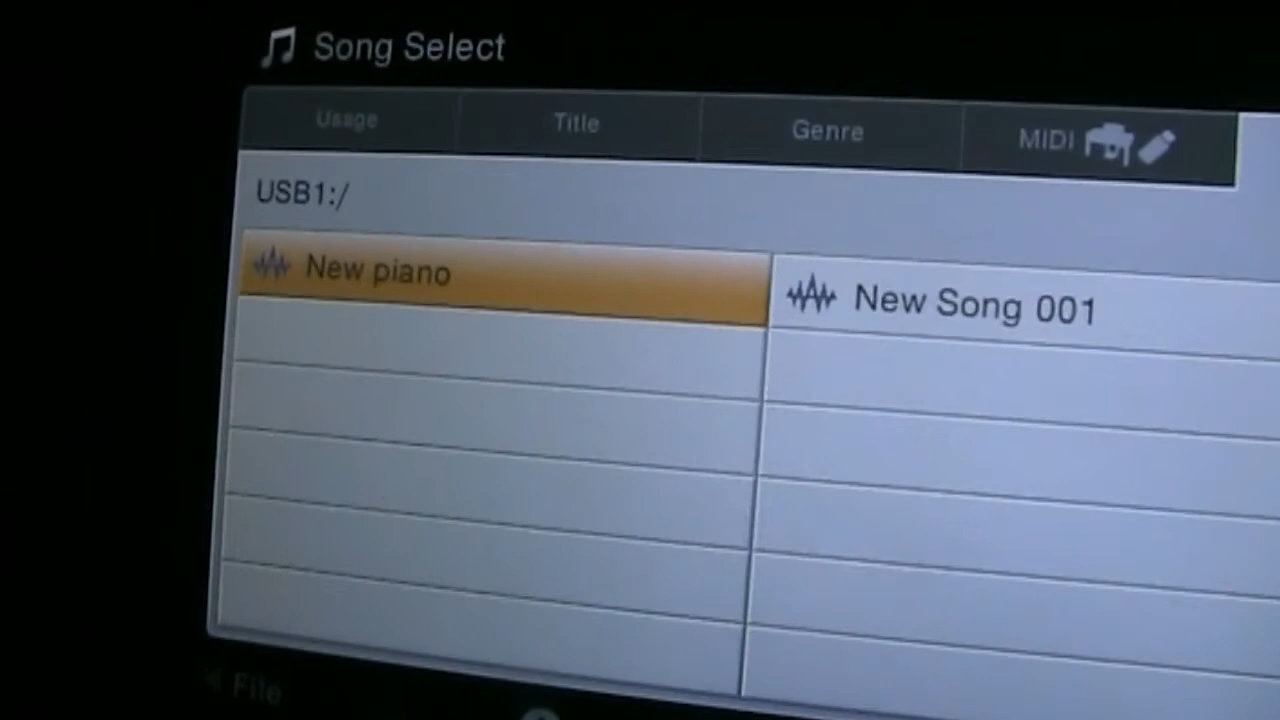 Song Select
Usage Title Genre MIDI
USB1:/
New piano
New Song 001
File